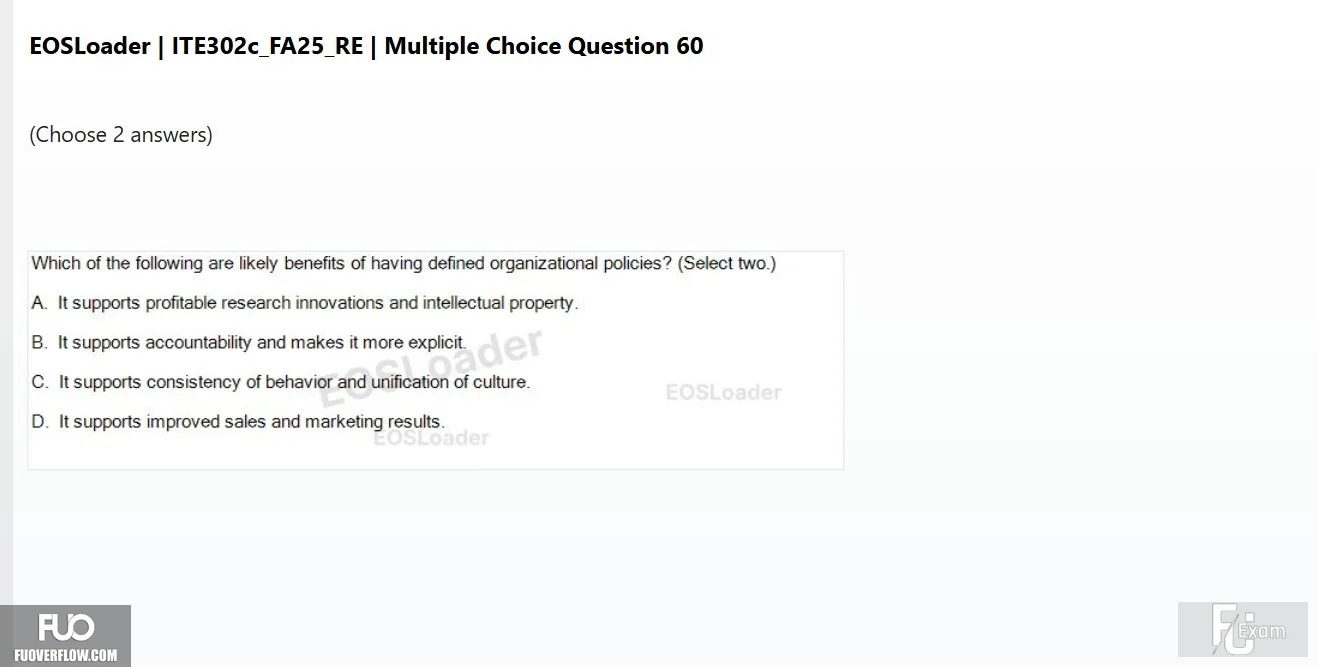 EOSLoader | ITE302c_FA25_RE | Multiple Choice Question 60
(Choose 2 answers)
Which of the following are likely benefits of having defined organizational policies? (Select two.)
A. It supports profitable research innovations and intellectual property.
B. It supports accountability and makes it more explicit.
C. It supports consistency of behavior and unification of culture.
D. It supports improved sales and marketing results.
EOSLoader
EOSLoader
EOSLoader
FUO
FUOVERFLOW.COM
FU Exam